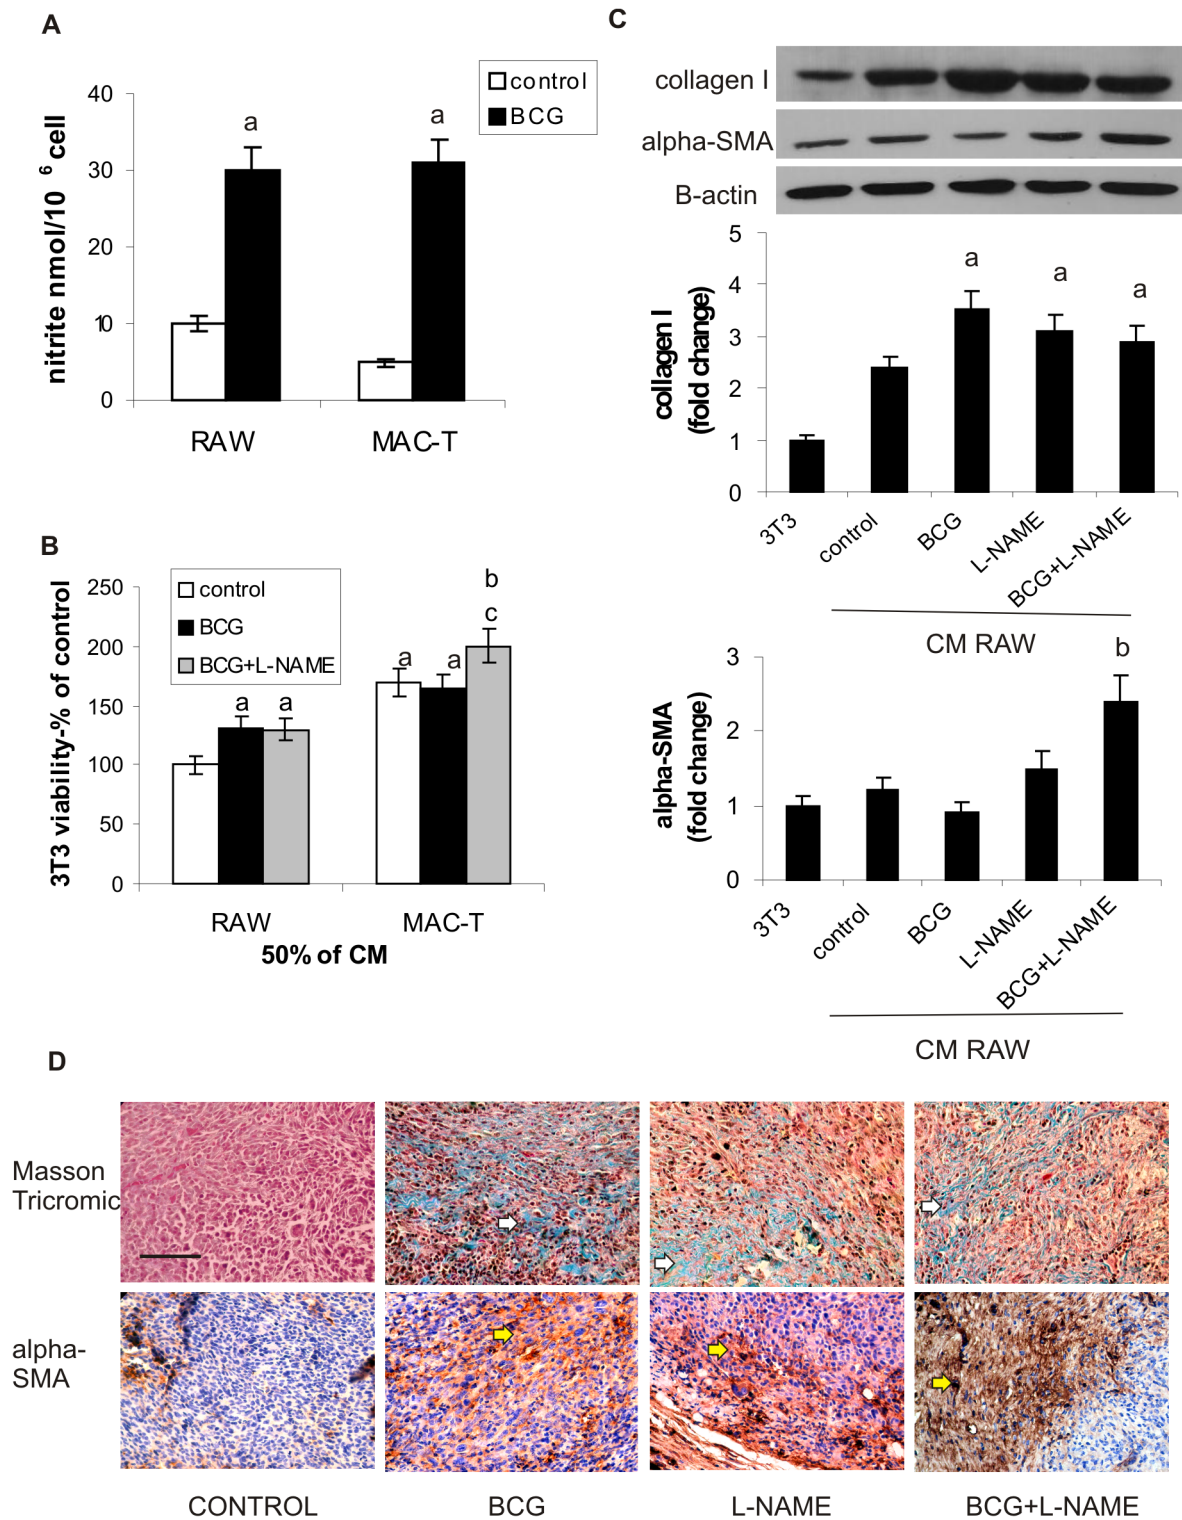 A
control
BCG
40
30
20
10
0
nitrite nmol/10 6 cell
a
a
RAW
MAC-T
B
control
BCG
BCG+L-NAME
250
200
150
100
50
0
3T3 viability-% of control
a
a
a
a
b
c
RAW
MAC-T
50% of CM
C
collagen I
alpha-SMA
B-actin
5
4
3
2
1
0
collagen I
(fold change)
a
a
a
3T3
control
BCG
L-NAME
BCG+L-NAME
CM RAW
3
2
1
0
alpha-SMA
(fold change)
b
3T3
control
BCG
L-NAME
BCG+L-NAME
CM RAW
D
Masson
Tricromic
alpha-
SMA
CONTROL
BCG
L-NAME
BCG+L-NAME